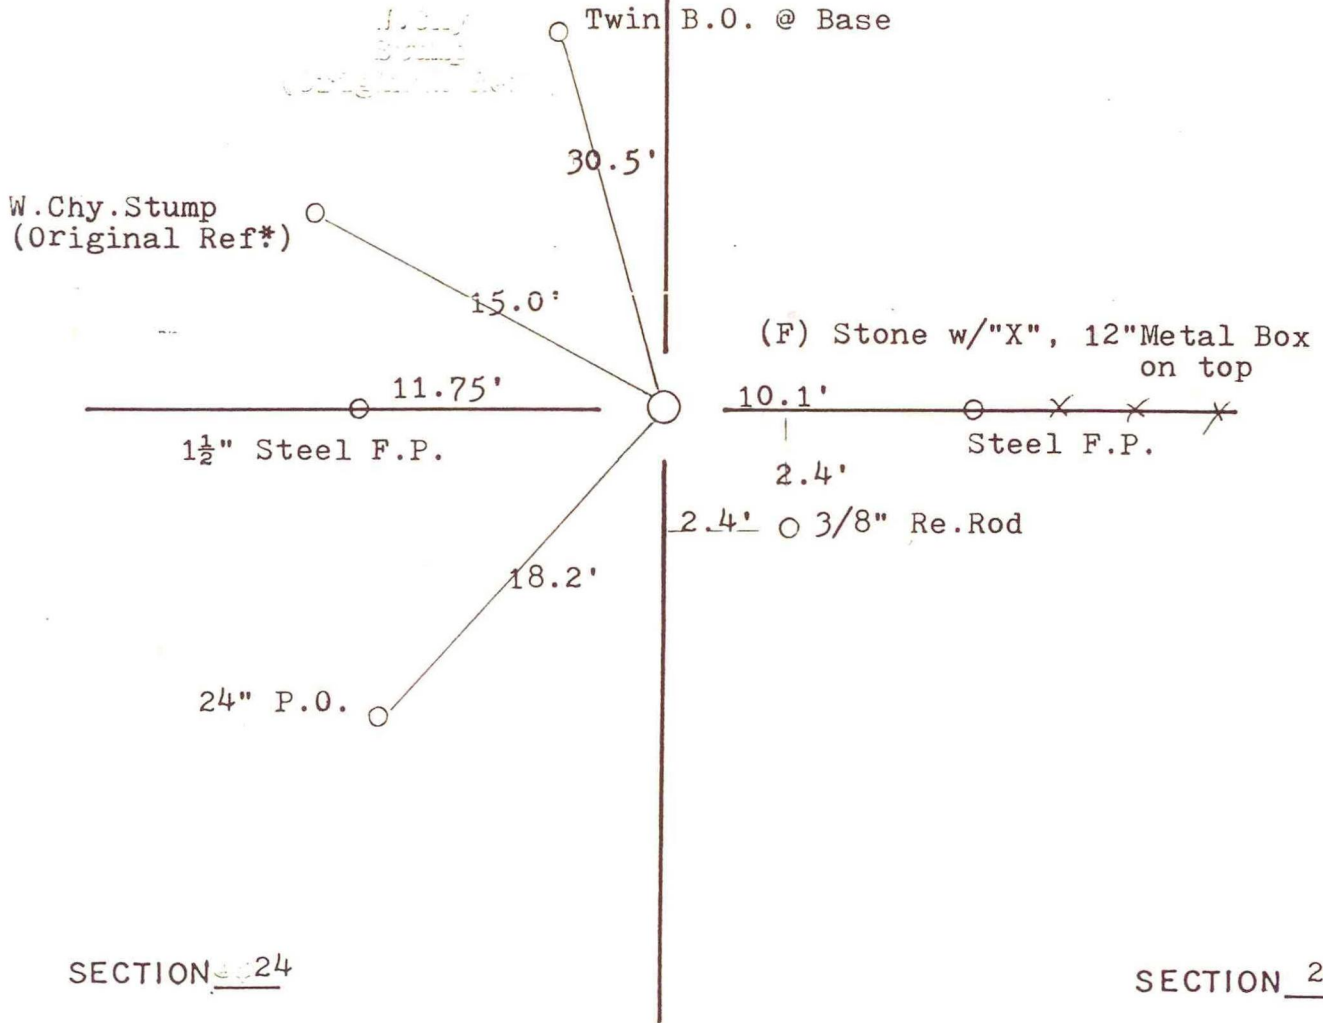 Twin B.O. @ Base
30.5'
W.Chy.Stump
(Original Ref*.)
15.0'
(F) Stone w/"X", 12"Metal Box
on top
11.75'
10.1'
1½" Steel F.P.
Steel F.P.
2.4'
2.4' 3/8" Re.Rod
18.2'
24" P.O.
SECTION 24
SECTION 2